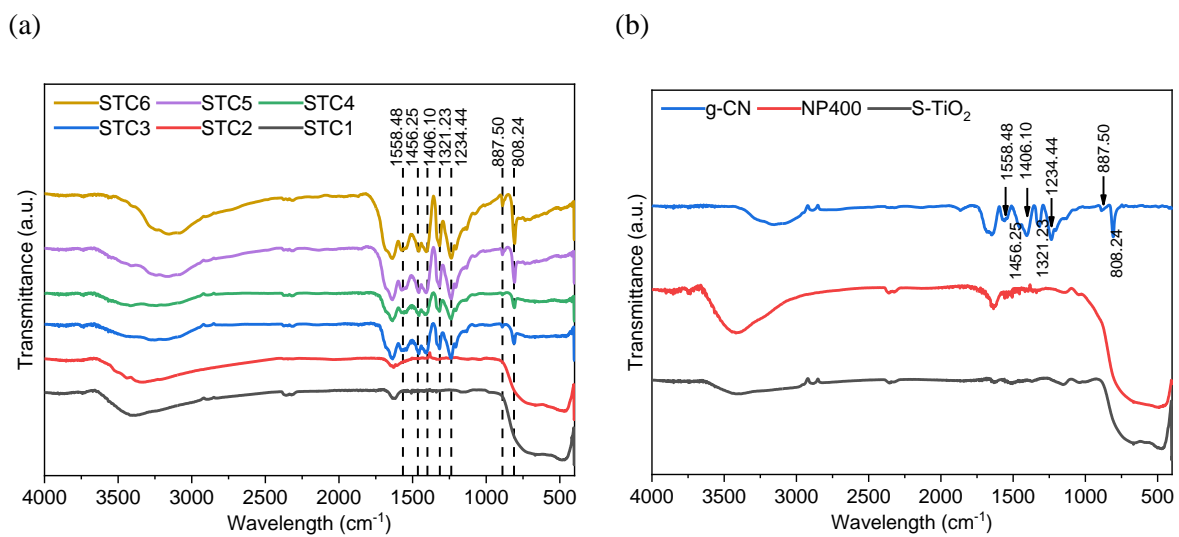 (a)
STC6 STC5 STC4
STC3 STC2 STC1
1558.48
1456.25
1406.10
1321.23
1234.44
887.50
808.24
Transmittance (a.u.)
4000 3500 3000 2500 2000 1500 1000 500
Wavelength (cm⁻¹)
(b)
g-CN NP400 S-TiO₂
1558.48
1406.10
1234.44
887.50
1456.25
1321.23
808.24
Transmittance (a.u.)
4000 3500 3000 2500 2000 1500 1000 500
Wavelength (cm⁻¹)